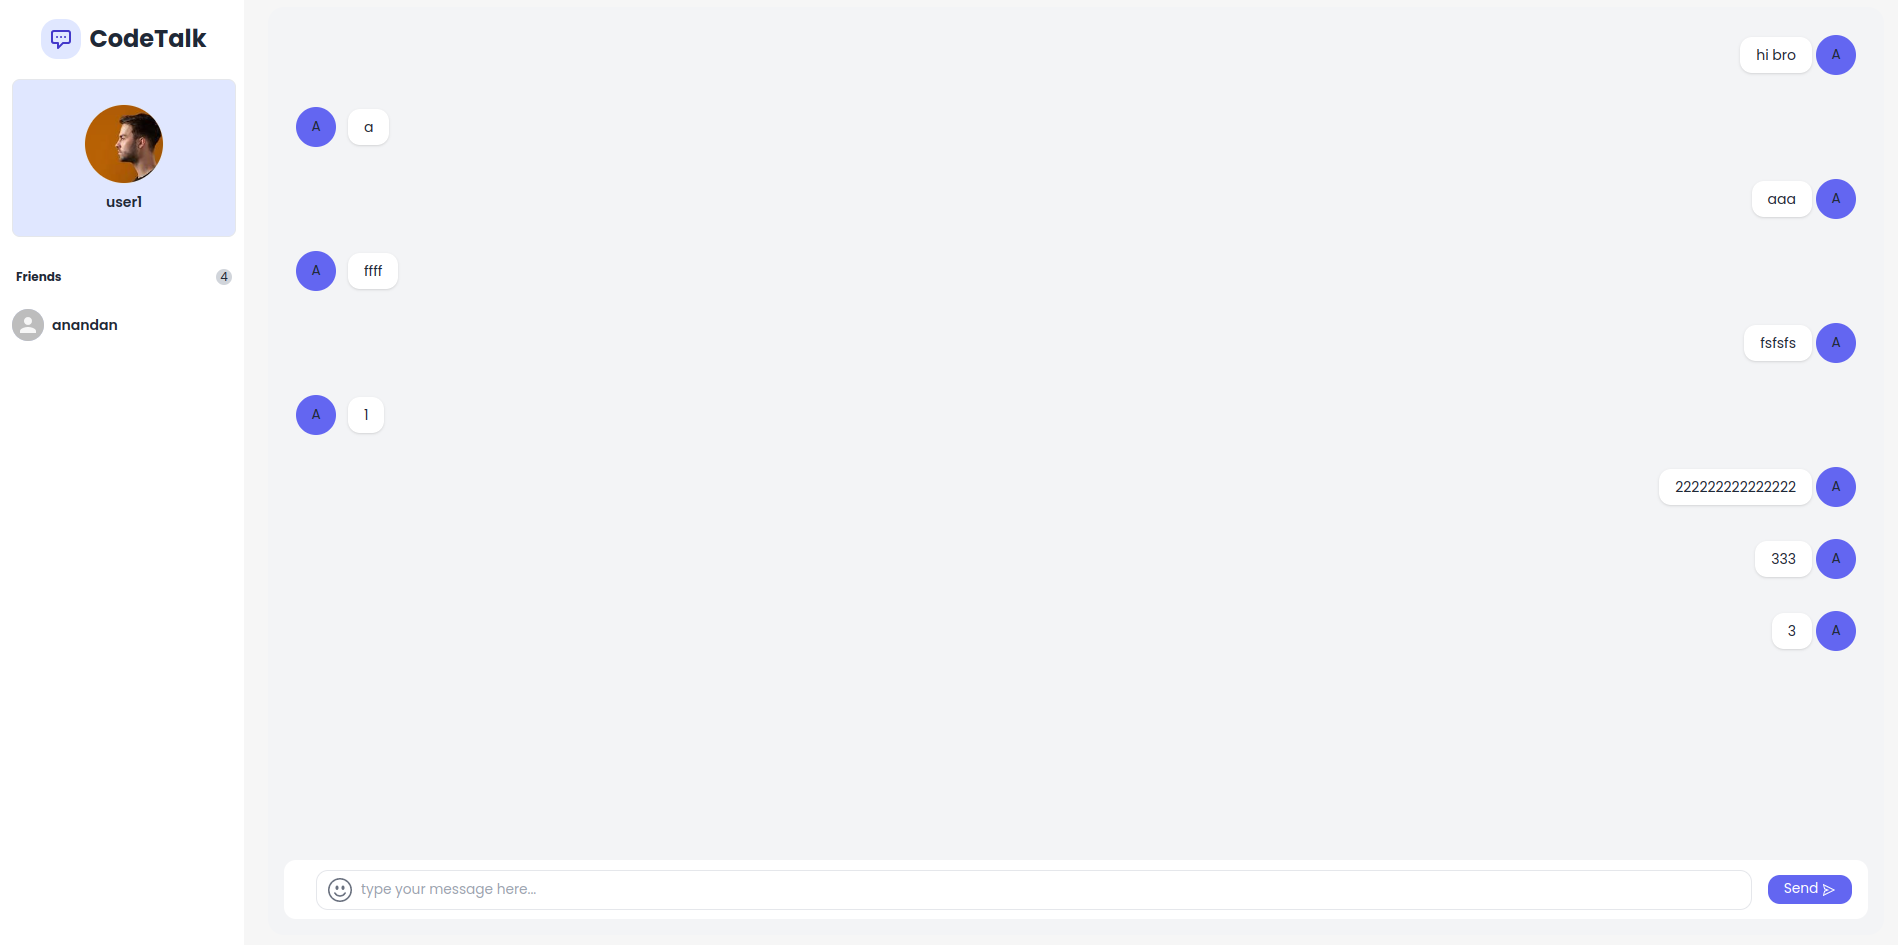 CodeTalk
user1
Friends 4
anandan
hi bro A
A a
aaa A
A ffff
fsfsfs A
A 1
222222222222222 A
333 A
3 A
type your message here... Send